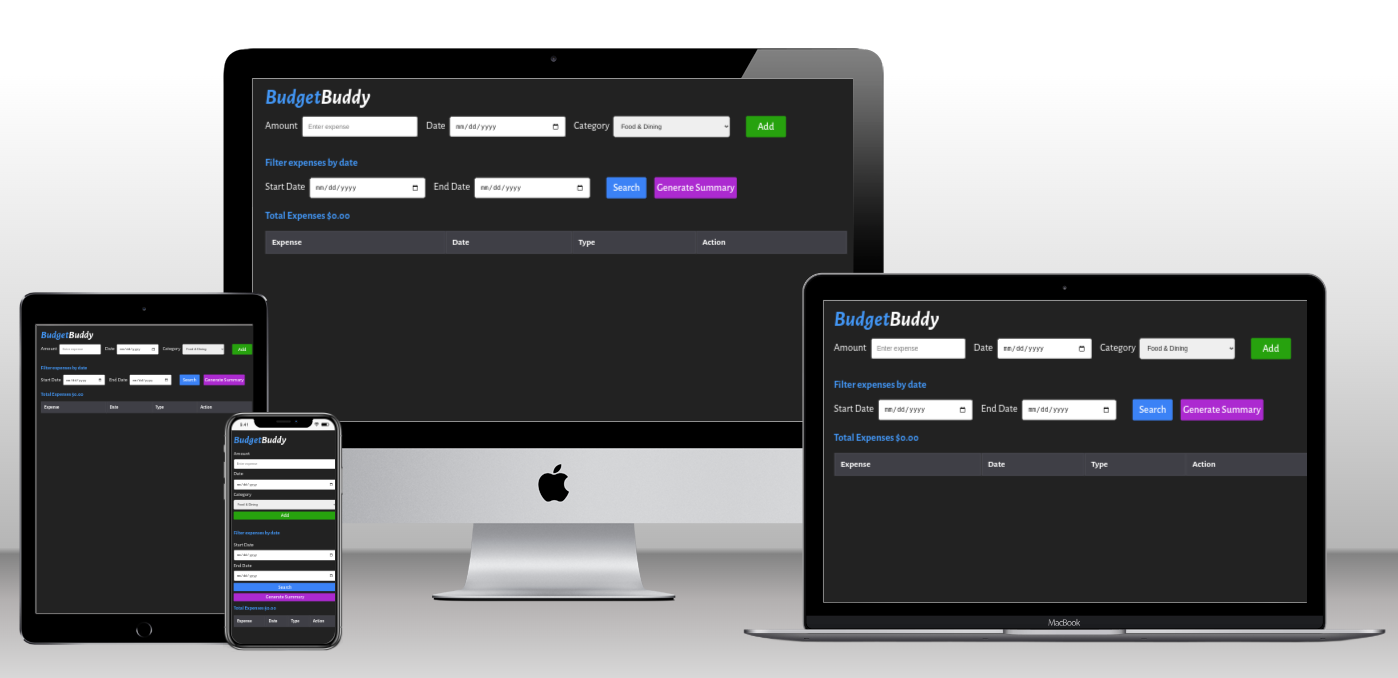 BudgetBuddy
Amount Enter expense Date mm/dd/yyyy Category Food & Dining Add
Filter expenses by date
Start Date mm/dd/yyyy End Date mm/dd/yyyy Search Generate Summary
Total Expenses $0.00
Expense Date Type Action
BudgetBuddy
Amount Enter expense Date mm/dd/yyyy Category Food & Dining Add
Filter expenses by date
Start Date mm/dd/yyyy End Date mm/dd/yyyy Search Generate Summary
Total Expenses $0.00
Expense Date Type Action
BudgetBuddy
Amount
Enter expense
Date
mm/dd/yyyy
Category
Food & Dining
Add
Filter expenses by date
Start Date
mm/dd/yyyy
End Date
mm/dd/yyyy
Search
Generate Summary
Total Expenses $0.00
Expense Date Type Action
BudgetBuddy
Amount Enter expense Date mm/dd/yyyy Category Food & Dining Add
Filter expenses by date
Start Date mm/dd/yyyy End Date mm/dd/yyyy Search Generate Summary
Total Expenses $0.00
Expense Date Type Action
MacBook